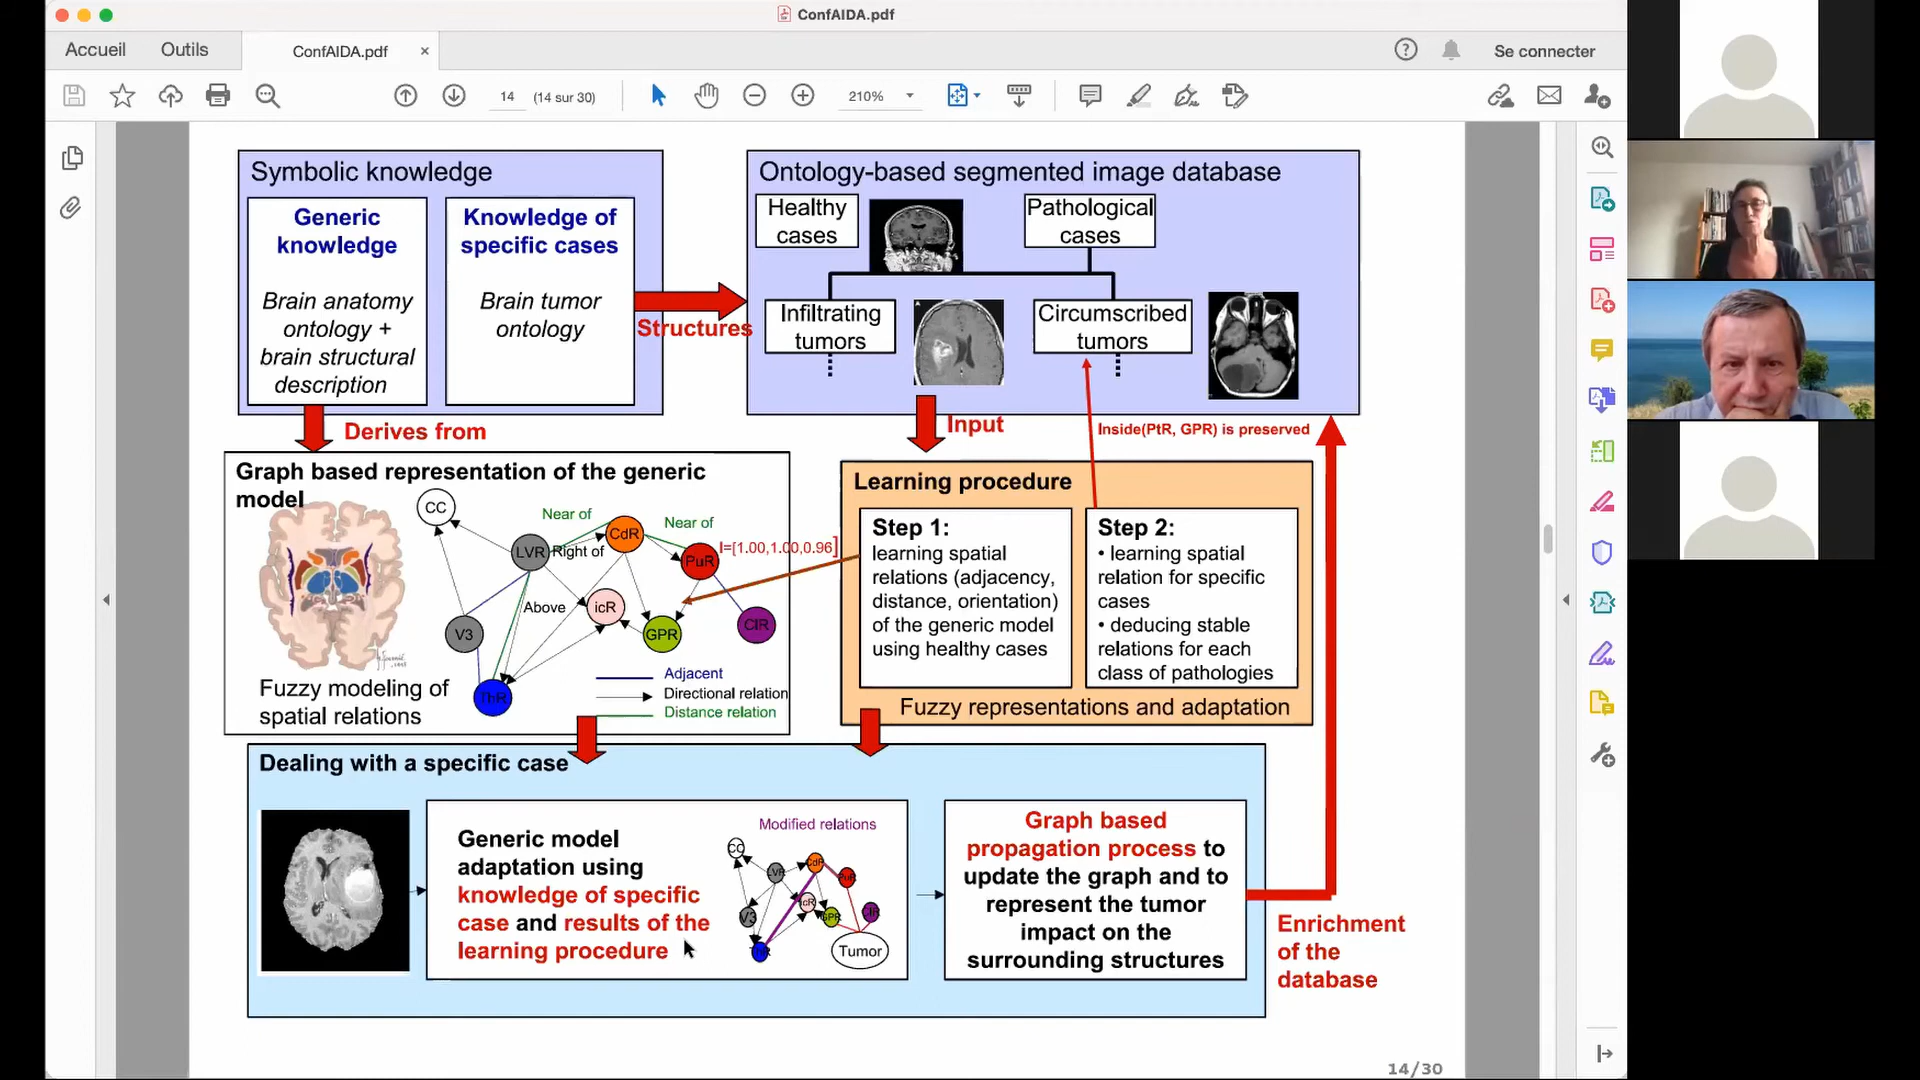 ConfAIDA.pdf
Accueil
Outils
ConfAIDA.pdf
×
Se connecter
14 (14 sur 30)
210%
Symbolic knowledge
Generic
knowledge
Brain anatomy
ontology +
brain structural
description
Knowledge of
specific cases
Brain tumor
ontology
Structures
Ontology-based segmented image database
Healthy
cases
Pathological
cases
Infiltrating
tumors
Circumscribed
tumors
Derives from
Input
Inside(PtR, GPR) is preserved
Graph based representation of the generic
model
CC
Near of
CdR
Near of
LVR
Right of
PuR
I=[1.00,1.00,0.96]
Above
icR
V3
GPR
ClR
ThR
Adjacent
Directional relation
Distance relation
Fuzzy modeling of
spatial relations
Learning procedure
Step 1:
learning spatial
relations (adjacency,
distance, orientation)
of the generic model
using healthy cases
Step 2:
• learning spatial
relation for specific
cases
• deducing stable
relations for each
class of pathologies
Fuzzy representations and adaptation
Dealing with a specific case
Generic model
adaptation using
knowledge of specific
case and results of the
learning procedure
Modified relations
CC
CdR
LVR
PuR
icR
V3
GPR
Tumor
Graph based
propagation process to
update the graph and to
represent the tumor
impact on the
surrounding structures
Enrichment
of the
database
14/30